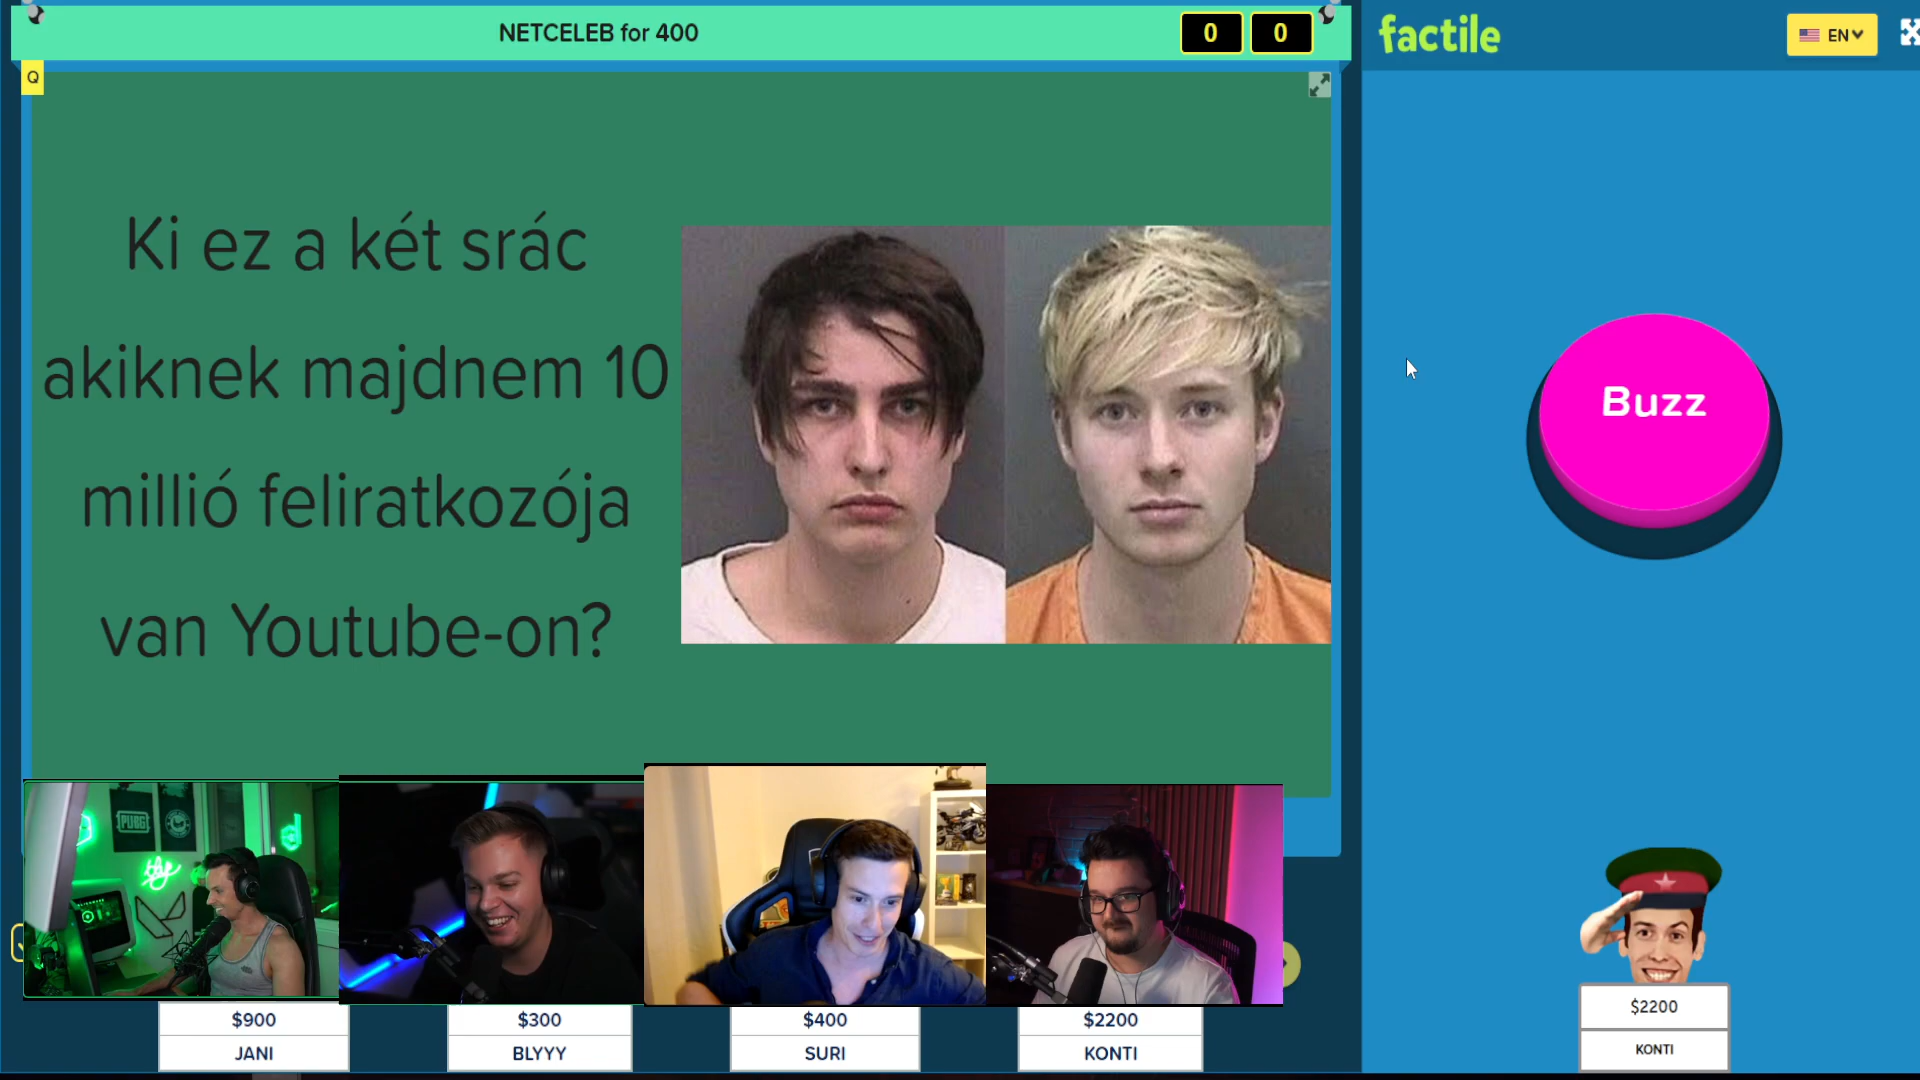 NETCELEB for 400
0 0
factile
EN
Q
Ki ez a két srác
akiknek majdnem 10
millió feliratkozója
van Youtube-on?
Buzz
PUBG
$900
JANI
$300
BLYYY
$400
SURI
$2200
KONTI
$2200
KONTI